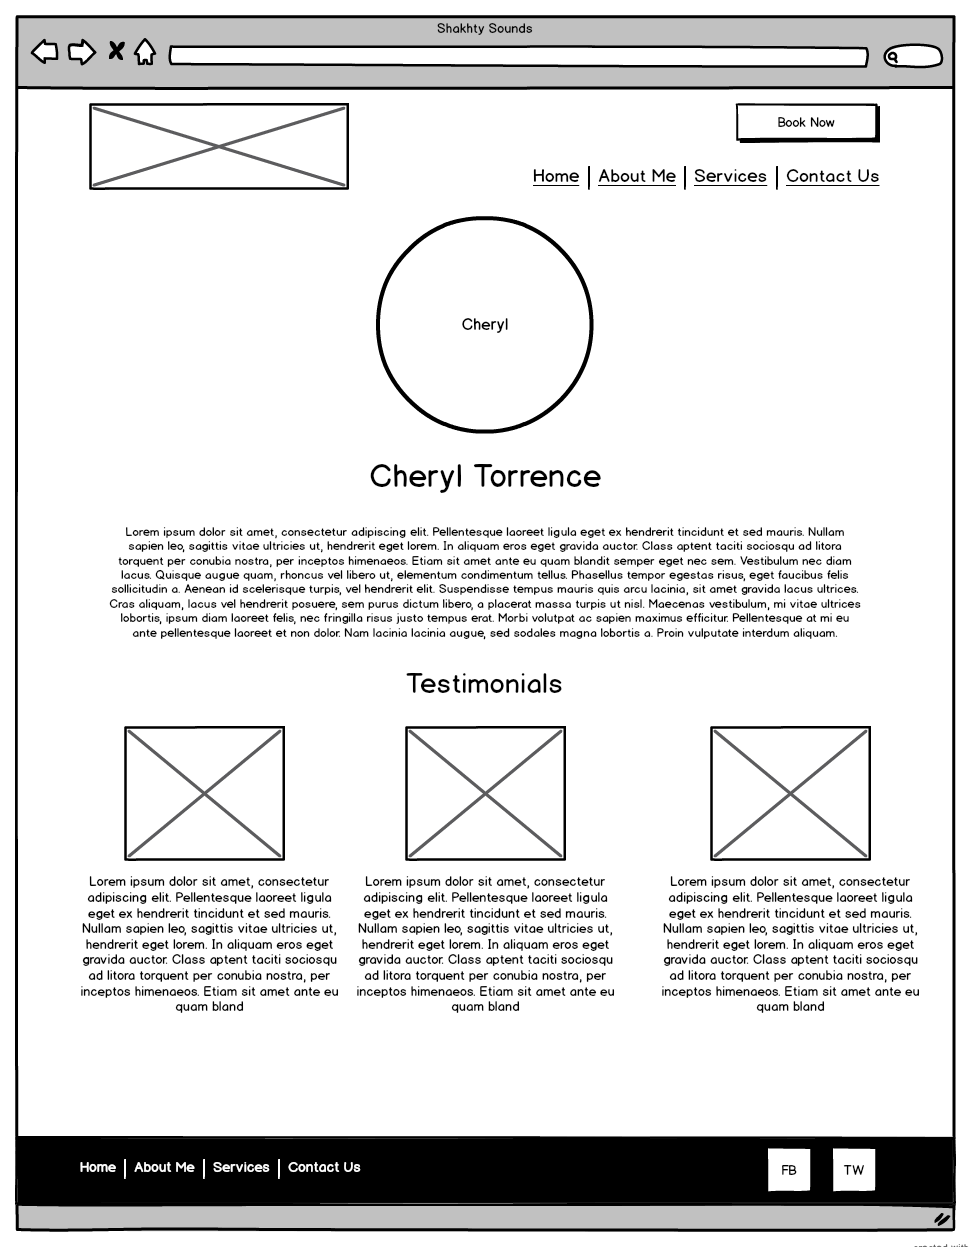 Shakhty Sounds
Book Now
Home | About Me | Services | Contact Us
Cheryl
Cheryl Torrence
Lorem ipsum dolor sit amet, consectetur adipiscing elit. Pellentesque laoreet ligula eget ex hendrerit tincidunt et sed mauris. Nullam
sapien leo, sagittis vitae ultricies ut, hendrerit eget lorem. In aliquam eros eget gravida auctor. Class aptent taciti sociosqu ad litora
torquent per conubia nostra, per inceptos himenaeos. Etiam sit amet ante eu quam blandit semper eget nec sem. Vestibulum nec diam
lacus. Quisque augue quam, rhoncus vel libero ut, elementum condimentum tellus. Phasellus tempor egestas risus, eget faucibus felis
sollicitudin a. Aenean id scelerisque turpis, vel hendrerit elit. Suspendisse tempus mauris quis arcu lacinia, sit amet gravida lacus ultrices.
Cras aliquam, lacus vel hendrerit posuere, sem purus dictum libero, a placerat massa turpis ut nisl. Maecenas vestibulum, mi vitae ultrices
lobortis, ipsum diam laoreet felis, nec fringilla risus justo tempus erat. Morbi volutpat ac sapien maximus efficitur. Pellentesque at mi eu
ante pellentesque laoreet et non dolor. Nam lacinia lacinia augue, sed sodales magna lobortis a. Proin vulputate interdum aliquam.
Testimonials
Lorem ipsum dolor sit amet, consectetur
adipiscing elit. Pellentesque laoreet ligula
eget ex hendrerit tincidunt et sed mauris.
Nullam sapien leo, sagittis vitae ultricies ut,
hendrerit eget lorem. In aliquam eros eget
gravida auctor. Class aptent taciti sociosqu
ad litora torquent per conubia nostra, per
inceptos himenaeos. Etiam sit amet ante eu
quam bland
Lorem ipsum dolor sit amet, consectetur
adipiscing elit. Pellentesque laoreet ligula
eget ex hendrerit tincidunt et sed mauris.
Nullam sapien leo, sagittis vitae ultricies ut,
hendrerit eget lorem. In aliquam eros eget
gravida auctor. Class aptent taciti sociosqu
ad litora torquent per conubia nostra, per
inceptos himenaeos. Etiam sit amet ante eu
quam bland
Lorem ipsum dolor sit amet, consectetur
adipiscing elit. Pellentesque laoreet ligula
eget ex hendrerit tincidunt et sed mauris.
Nullam sapien leo, sagittis vitae ultricies ut,
hendrerit eget lorem. In aliquam eros eget
gravida auctor. Class aptent taciti sociosqu
ad litora torquent per conubia nostra, per
inceptos himenaeos. Etiam sit amet ante eu
quam bland
Home | About Me | Services | Contact Us
FB
TW